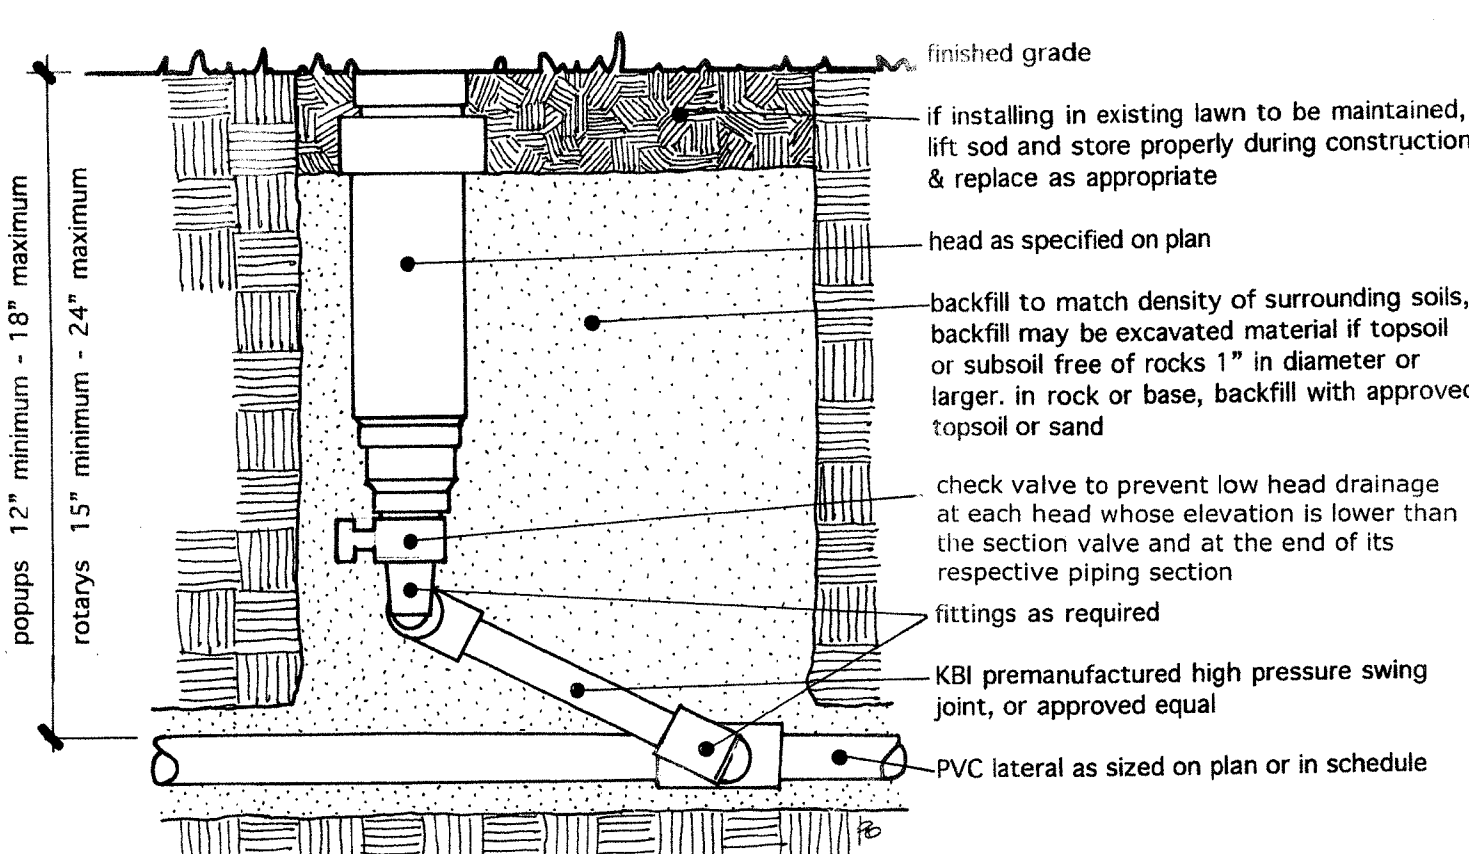 finished grade
if installing in existing lawn to be maintained,
lift sod and store properly during construction
& replace as appropriate
head as specified on plan
backfill to match density of surrounding soils,
backfill may be excavated material if topsoil
or subsoil free of rocks 1" in diameter or
larger. in rock or base, backfill with approved
topsoil or sand
check valve to prevent low head drainage
at each head whose elevation is lower than
the section valve and at the end of its
respective piping section
fittings as required
KBI premanufactured high pressure swing
joint, or approved equal
PVC lateral as sized on plan or in schedule
popups 12" minimum - 18" maximum
rotarys 15" minimum - 24" maximum